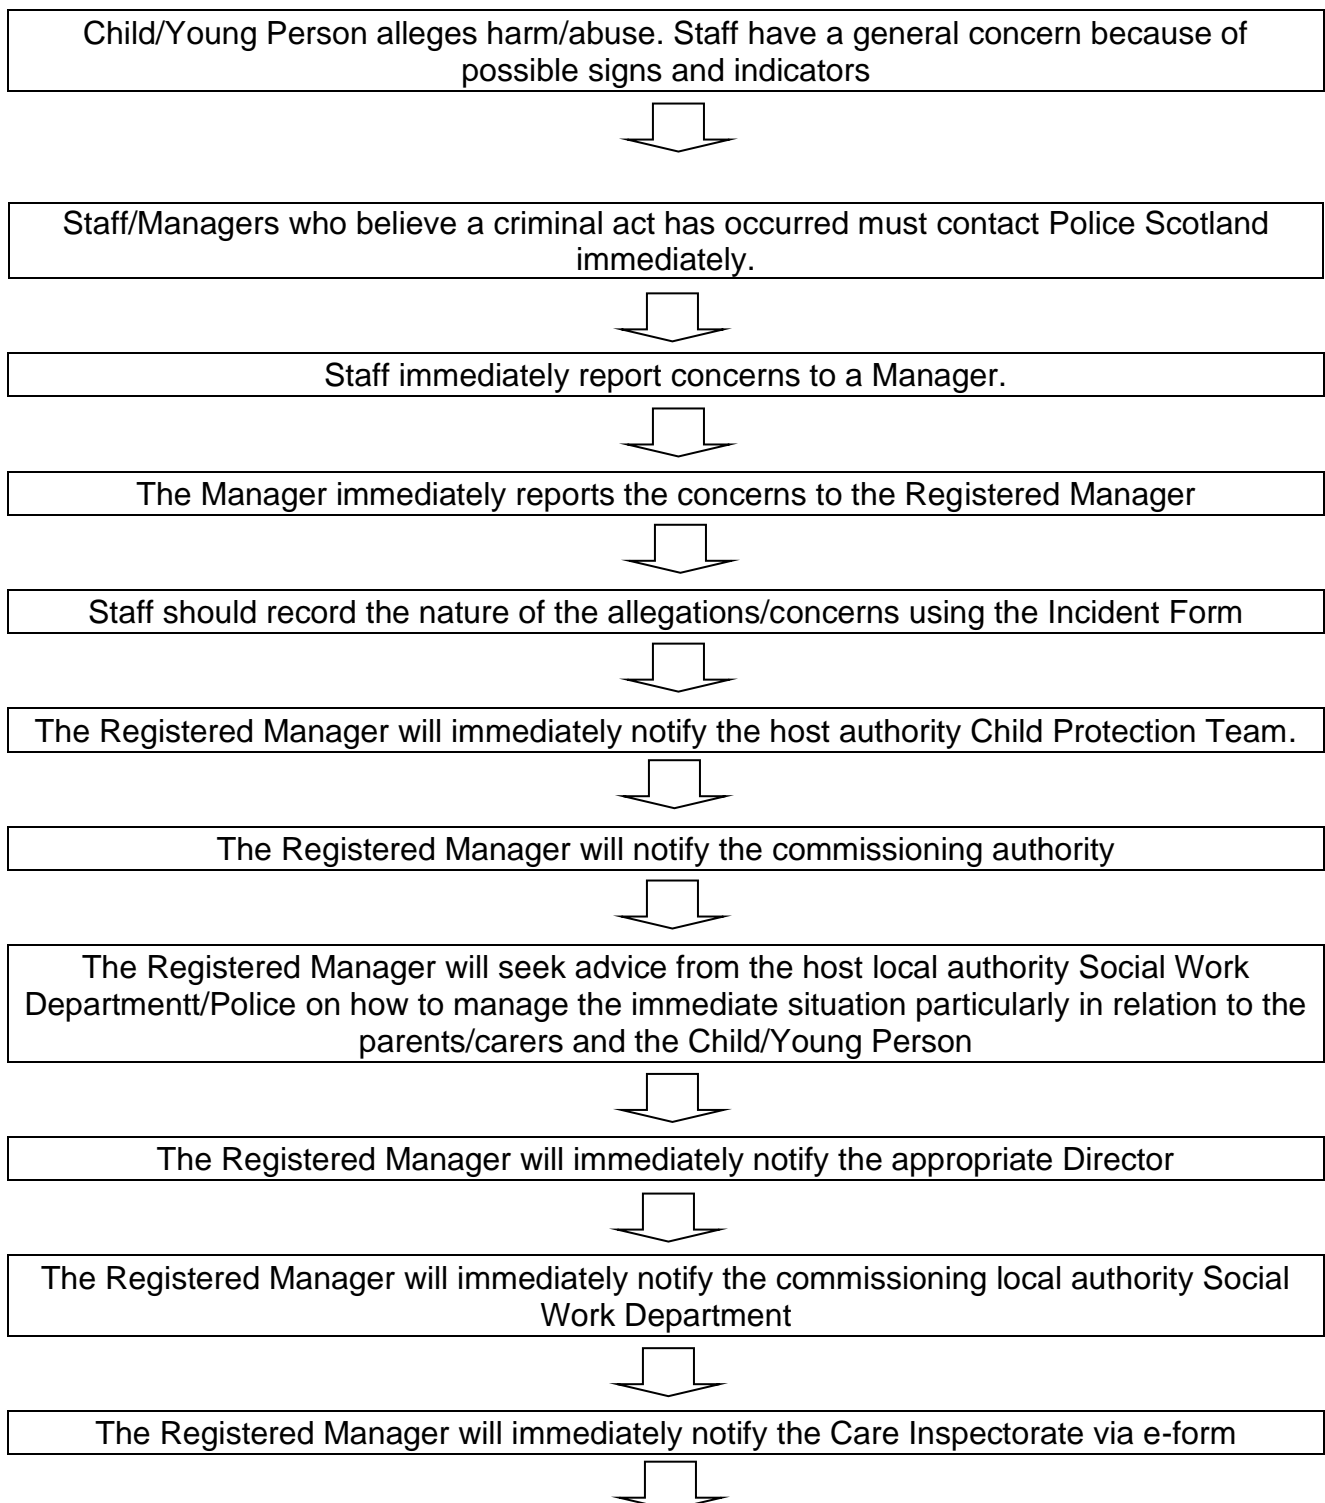 Child/Young Person alleges harm/abuse. Staff have a general concern because of
possible signs and indicators
Staff/Managers who believe a criminal act has occurred must contact Police Scotland
immediately.
Staff immediately report concerns to a Manager.
The Manager immediately reports the concerns to the Registered Manager
Staff should record the nature of the allegations/concerns using the Incident Form
The Registered Manager will immediately notify the host authority Child Protection Team.
The Registered Manager will notify the commissioning authority
The Registered Manager will seek advice from the host local authority Social Work
Departmentt/Police on how to manage the immediate situation particularly in relation to the
parents/carers and the Child/Young Person
The Registered Manager will immediately notify the appropriate Director
The Registered Manager will immediately notify the commissioning local authority Social
Work Department
The Registered Manager will immediately notify the Care Inspectorate via e-form